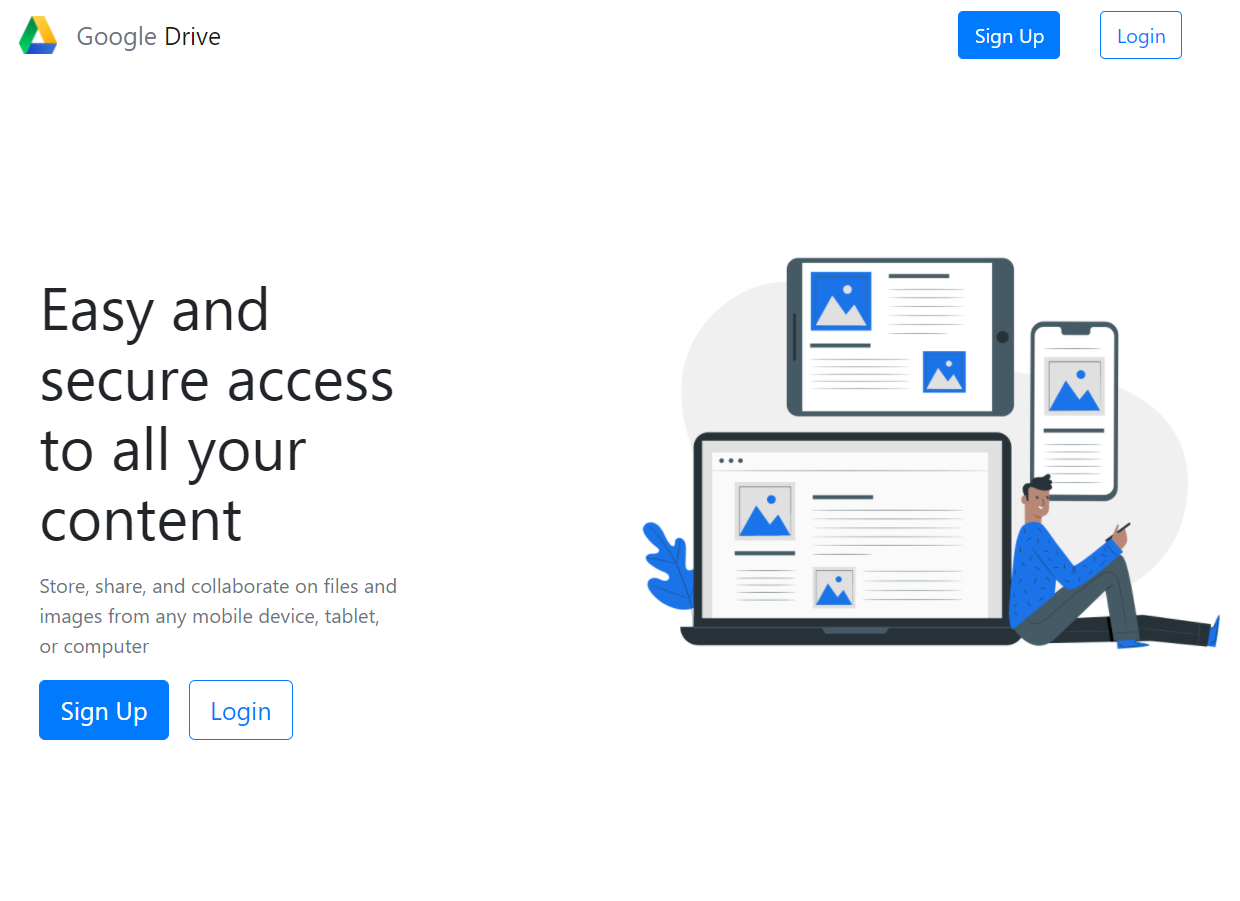 Google Drive
Sign Up
Login
Easy and
secure access
to all your
content
Store, share, and collaborate on files and
images from any mobile device, tablet,
or computer
Sign Up
Login